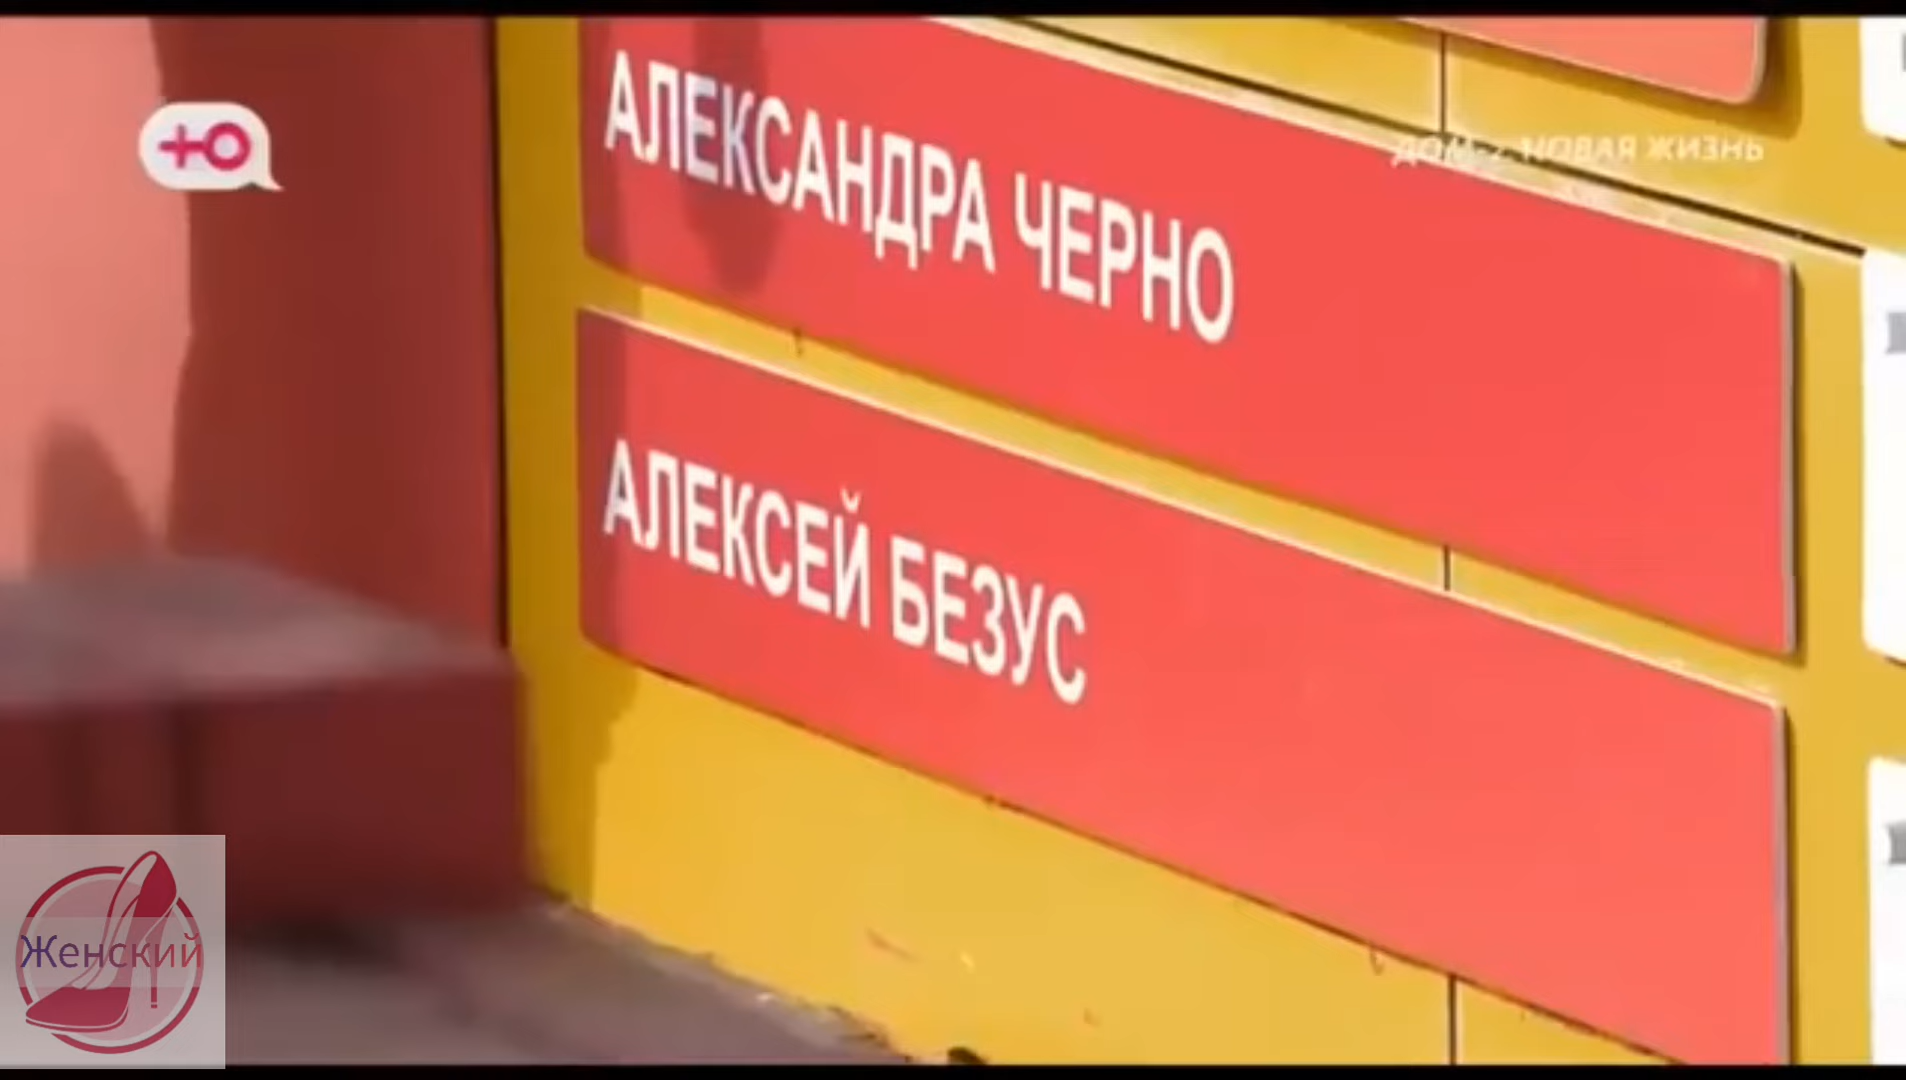 Ю
ДОМ-2. НОВАЯ ЖИЗНЬ
АЛЕКСАНДРА ЧЕРНО
АЛЕКСЕЙ БЕЗУС
Женский